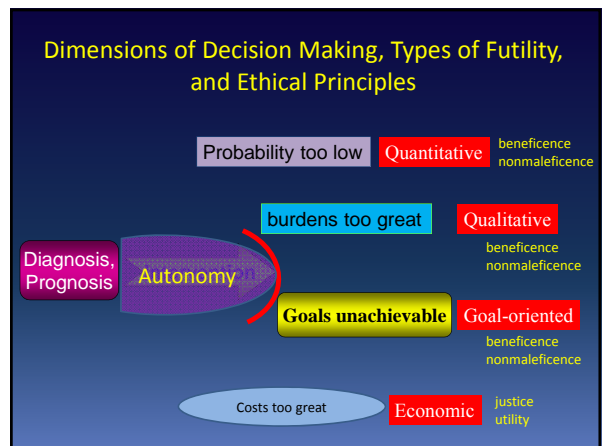 Dimensions of Decision Making, Types of Futility,
and Ethical Principles
Probability too low
Quantitative
beneficence
nonmaleficence
burdens too great
Qualitative
beneficence
nonmaleficence
Diagnosis,
Prognosis
Autonomy
Goals unachievable
Goal-oriented
beneficence
nonmaleficence
Costs too great
Economic
justice
utility